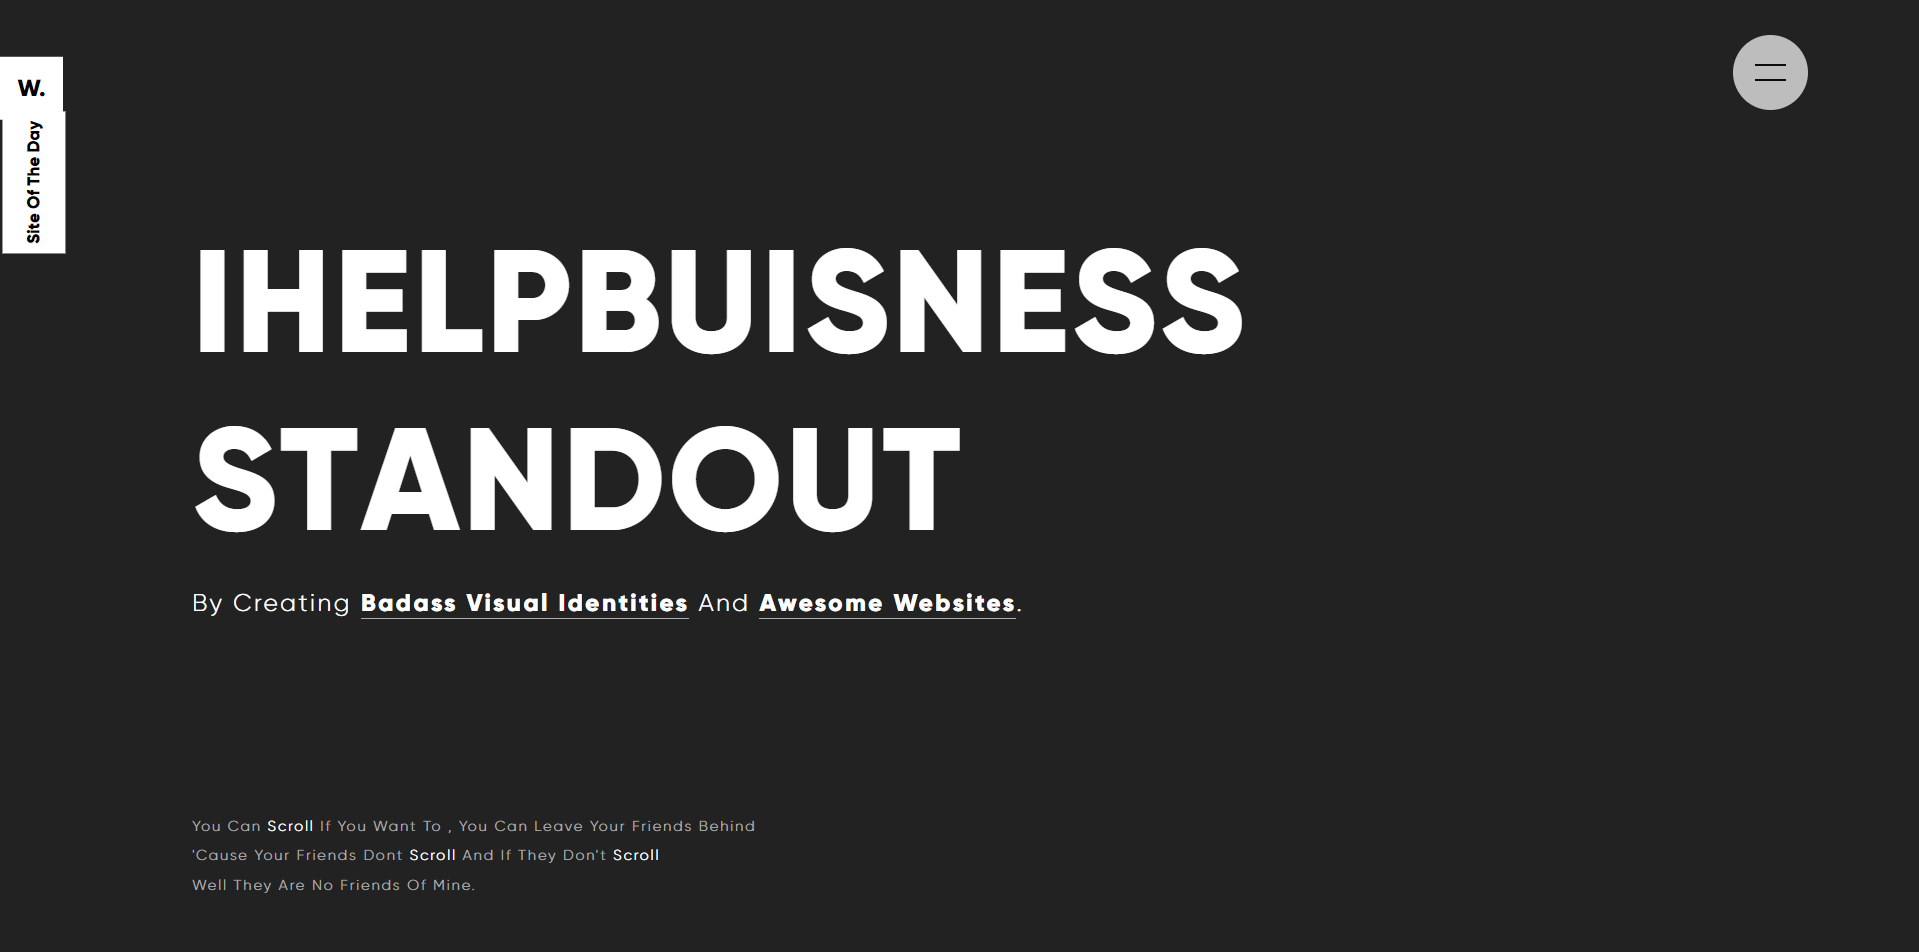 W.
Site Of The Day
IHELPBUISNESS
STANDOUT
By Creating Badass Visual Identities And Awesome Websites.
You Can Scroll If You Want To , You Can Leave Your Friends Behind
'Cause Your Friends Dont Scroll And If They Don't Scroll
Well They Are No Friends Of Mine.